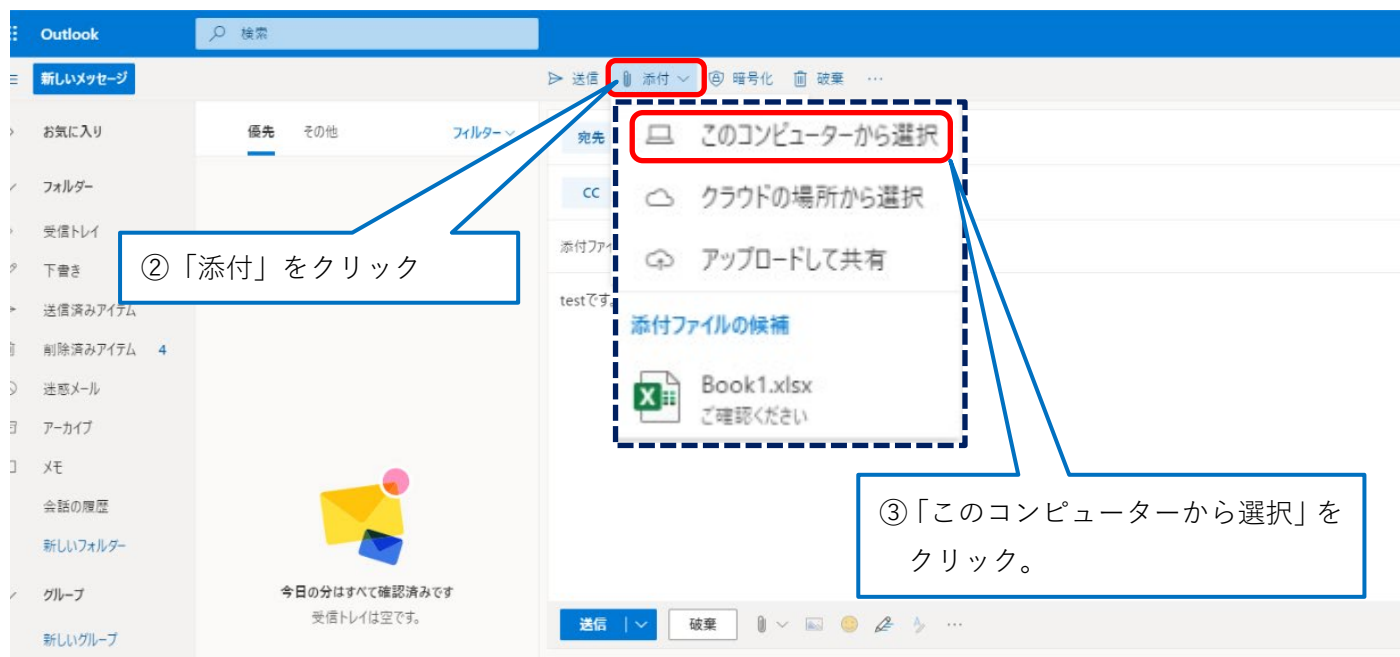 Outlook
検索
新しいメッセージ
送信 添付 暗号化 破棄 …
お気に入り
優先 その他 フィルター
宛先
このコンピューターから選択
フォルダー
CC
クラウドの場所から選択
受信トレイ
添付ファイ
アップロードして共有
②「添付」をクリック
下書き
送信済みアイテム
testです。
添付ファイルの候補
削除済みアイテム 4
迷惑メール
Book1.xlsx
ご確認ください
アーカイブ
メモ
会話の履歴
新しいフォルダー
③「このコンピューターから選択」を
クリック。
今日の分はすべて確認済みです
受信トレイは空です。
グループ
新しいグループ
送信 破棄 …